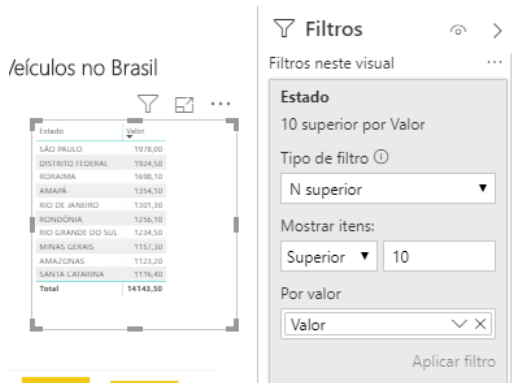 /eículos no Brasil
Estado Valor
SÃO PAULO 1978,00
DISTRITO FEDERAL 1924,50
RORAIMA 1698,10
AMAPÁ 1354,10
RIO DE JANEIRO 1301,30
RONDÔNIA 1256,10
RIO GRANDE DO SUL 1234,50
MINAS GERAIS 1157,30
AMAZONAS 1123,20
SANTA CATARINA 1116,40
Total 14143,50
Filtros
Filtros neste visual
Estado
10 superior por Valor
Tipo de filtro
N superior
Mostrar itens:
Superior 10
Por valor
Valor
Aplicar filtro